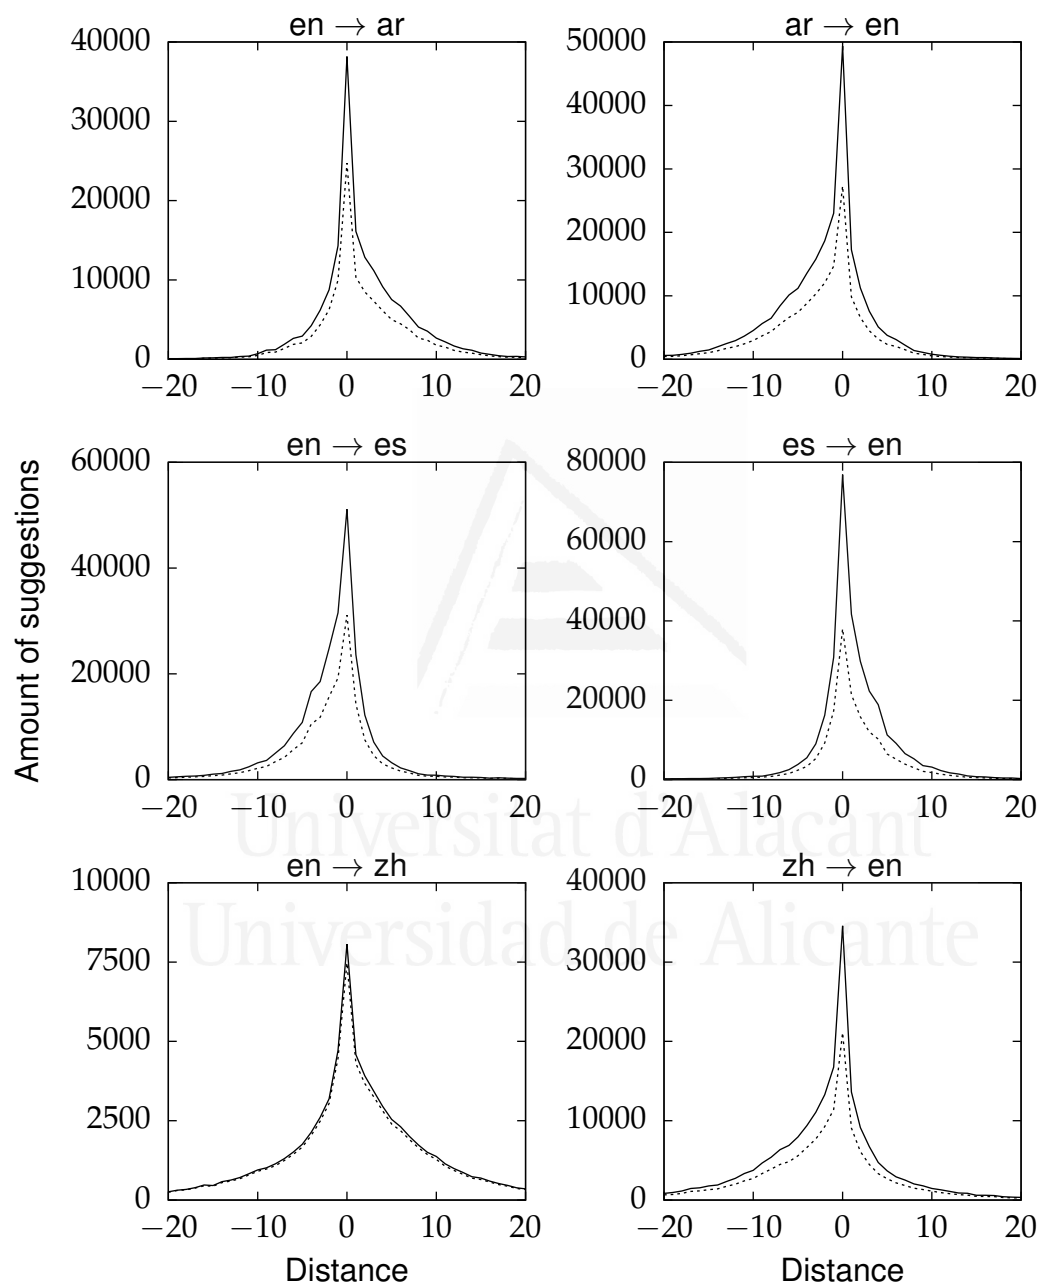 en → ar
ar → en
40000
30000
20000
10000
0
−20 −10 0 10 20
50000
40000
30000
20000
10000
0
−20 −10 0 10 20
Amount of suggestions
en → es
es → en
60000
40000
20000
0
−20 −10 0 10 20
80000
60000
40000
20000
0
−20 −10 0 10 20
Universitat d'Alacant
Universidad de Alicante
en → zh
zh → en
10000
7500
5000
2500
0
−20 −10 0 10 20
Distance
40000
30000
20000
10000
0
−20 −10 0 10 20
Distance